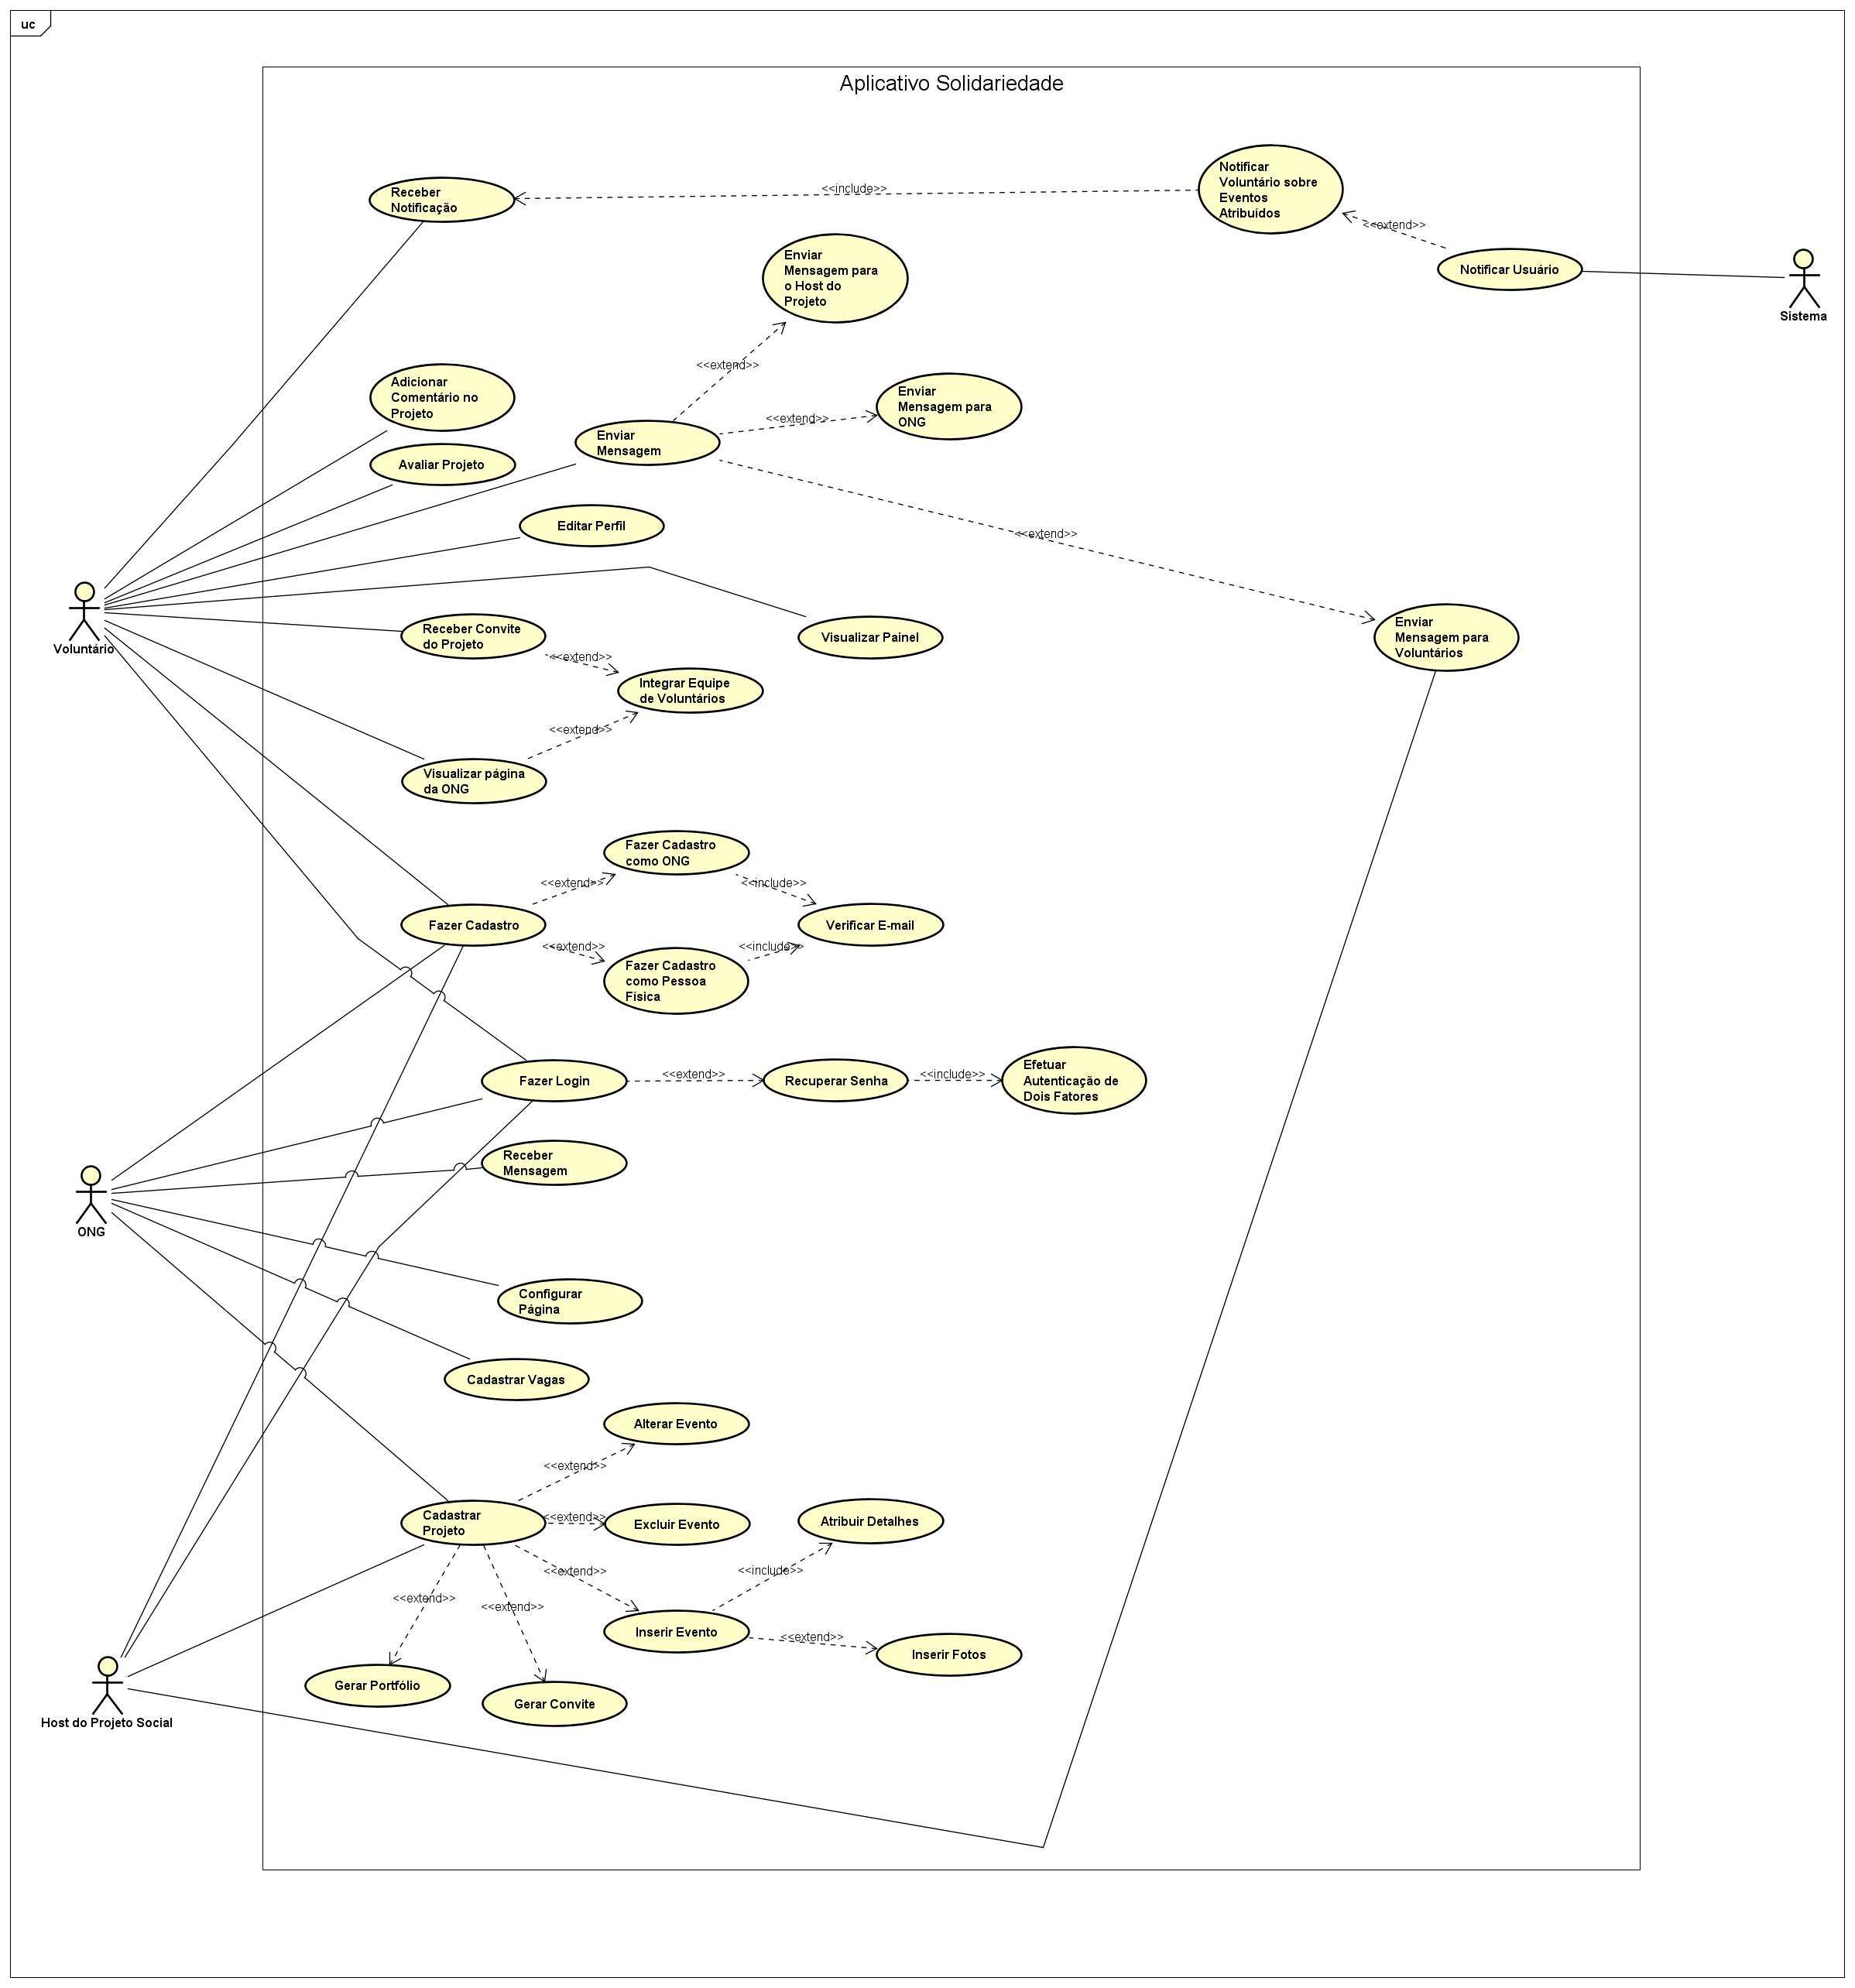 uc
Aplicativo Solidariedade
Notificar
Voluntário sobre
Eventos
Atribuídos
<<include>>
Receber
Notificação
<<extend>>
Notificar Usuário
Sistema
Enviar
Mensagem para
o Host do
Projeto
<<extend>>
Adicionar
Comentário no
Projeto
Enviar
Mensagem para
ONG
<<extend>>
Enviar
Mensagem
Avaliar Projeto
Editar Perfil
<<extend>>
Voluntário
Receber Convite
do Projeto
Visualizar Painel
Enviar
Mensagem para
Voluntários
<<extend>>
Integrar Equipe
de Voluntários
<<extend>>
Visualizar página
da ONG
Fazer Cadastro
como ONG
<<extend>>
<<include>>
Fazer Cadastro
Verificar E-mail
<<extend>>
<<include>>
Fazer Cadastro
como Pessoa
Física
Fazer Login
<<extend>>
Recuperar Senha
<<include>>
Efetuar
Autenticação de
Dois Fatores
Receber
Mensagem
ONG
Configurar
Página
Cadastrar Vagas
Alterar Evento
<<extend>>
Cadastrar
Projeto
<<extend>>
Excluir Evento
Atribuir Detalhes
<<extend>>
<<include>>
<<extend>>
<<extend>>
Inserir Evento
<<extend>>
Inserir Fotos
Gerar Portfólio
Gerar Convite
Host do Projeto Social